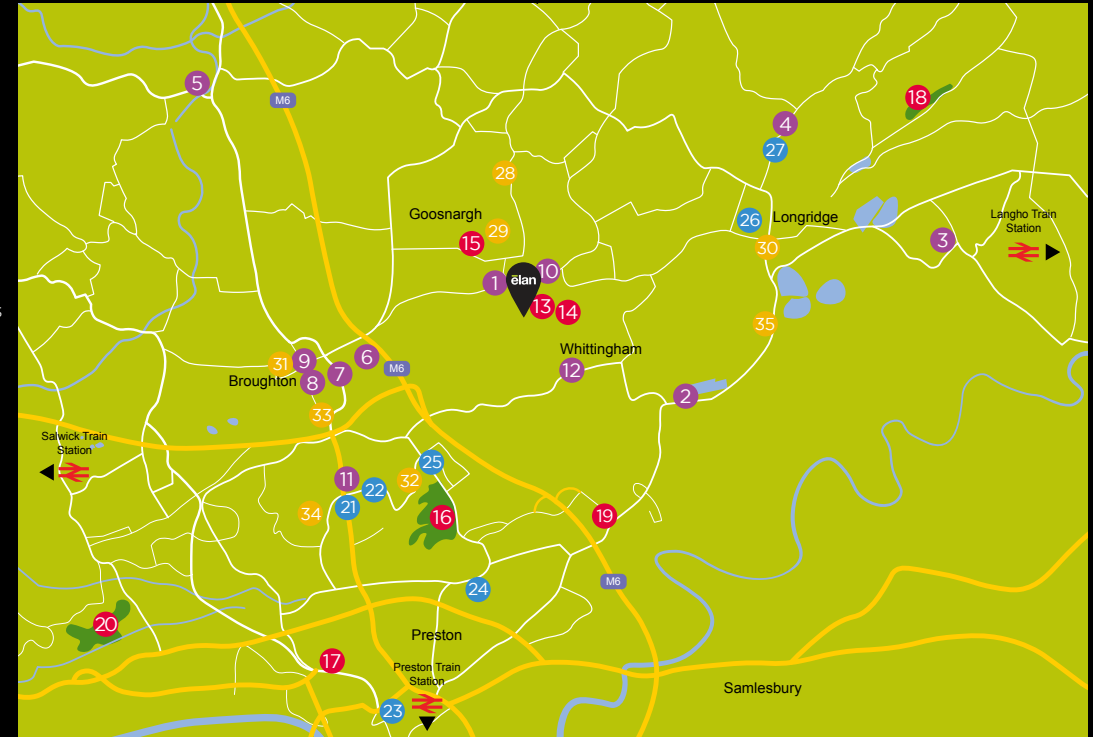 5
M6
18
4
27
28
Goosnargh
29
15
26
Longridge
30
3
Langho Train
Station
1
ēlan
10
13
14
35
Whittingham
12
2
6
M6
31
9
7
Broughton
8
33
Salwick Train
Station
25
11
22
32
21
34
16
19
24
M6
20
Preston
17
Preston Train
Station
23
Samlesbury
s